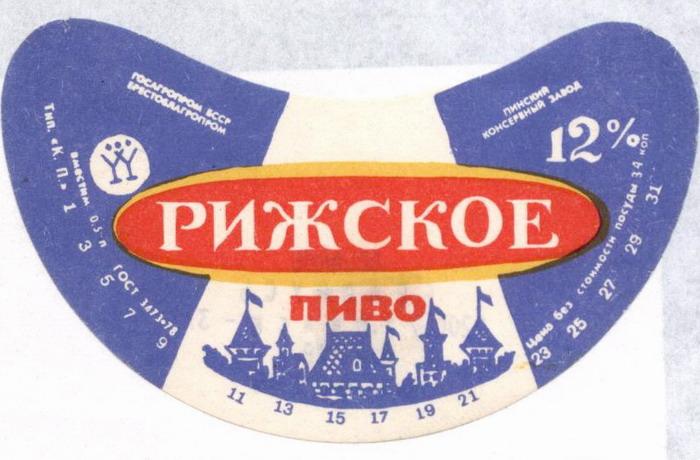 ГОСАГРОПРОМ БССР
БРЕСТОБЛАГРОПРОМ
ПИНСКИЙ
КОНСЕРВНЫЙ ЗАВОД
12%
РИЖСКОЕ
ПИВО
Тип. «К. П.»
вместим. 0,5 л
ГОСТ 3473-78
Цена без стоимости посуды 34 коп
1 3 5 7 9 11 13 15 17 19 21 23 25 27 29 31